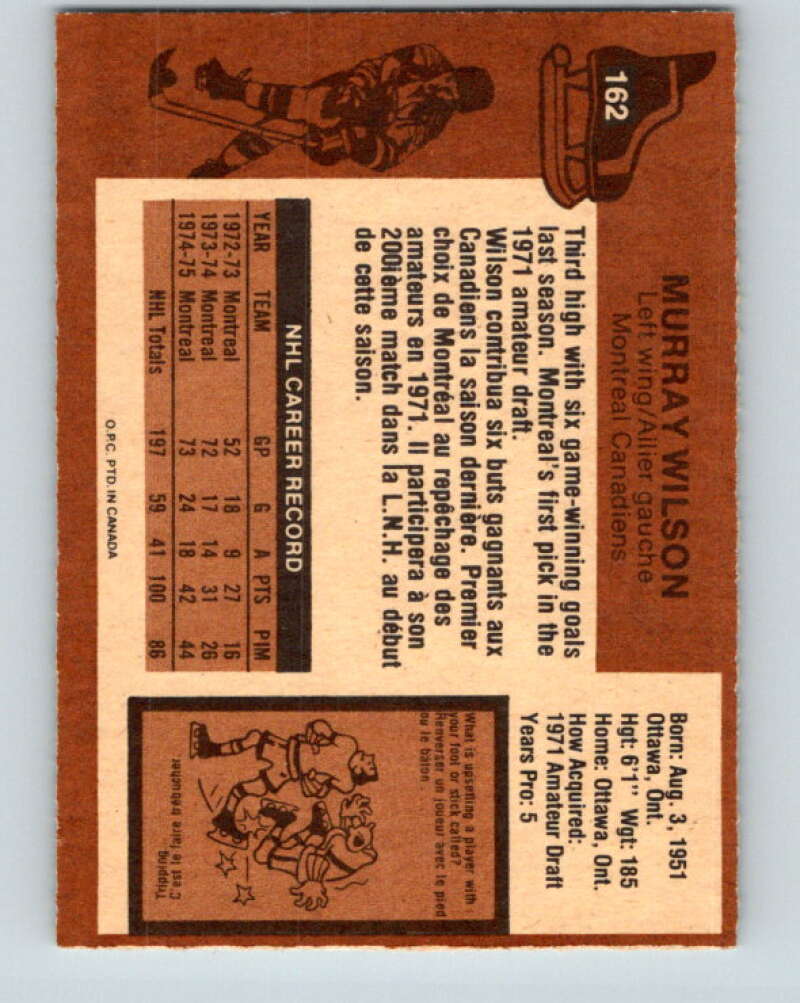 162
MURRAY WILSON
Left wing/Ailier gauche
Montreal Canadiens
Third high with six game-winning goals
last season. Montreal's first pick in the
1971 amateur draft.
Wilson contribua six buts gagnants aux
Canadiens la saison dernière. Premier
choix de Montréal au repêchage des
amateurs en 1971. Il participera à son
200ième match dans la L.N.H. au début
de cette saison.
NHL CAREER RECORD
YEAR TEAM GP G A PTS PIM
1972-73 Montreal 52 18 9 27 16
1973-74 Montreal 72 17 14 31 26
1974-75 Montreal 73 24 18 42 44
NHL Totals 197 59 41 100 86
O.P.C. PTD. IN CANADA
Born: Aug. 3, 1951
Ottawa, Ont.
Hgt: 6'1" Wgt: 185
Home: Ottawa, Ont.
How Acquired:
1971 Amateur Draft
Years Pro: 5
What is upsetting a player with
your foot or stick called?
Renverser un joueur avec le pied
ou le bâton.
Tripping
C'est faire trébucher